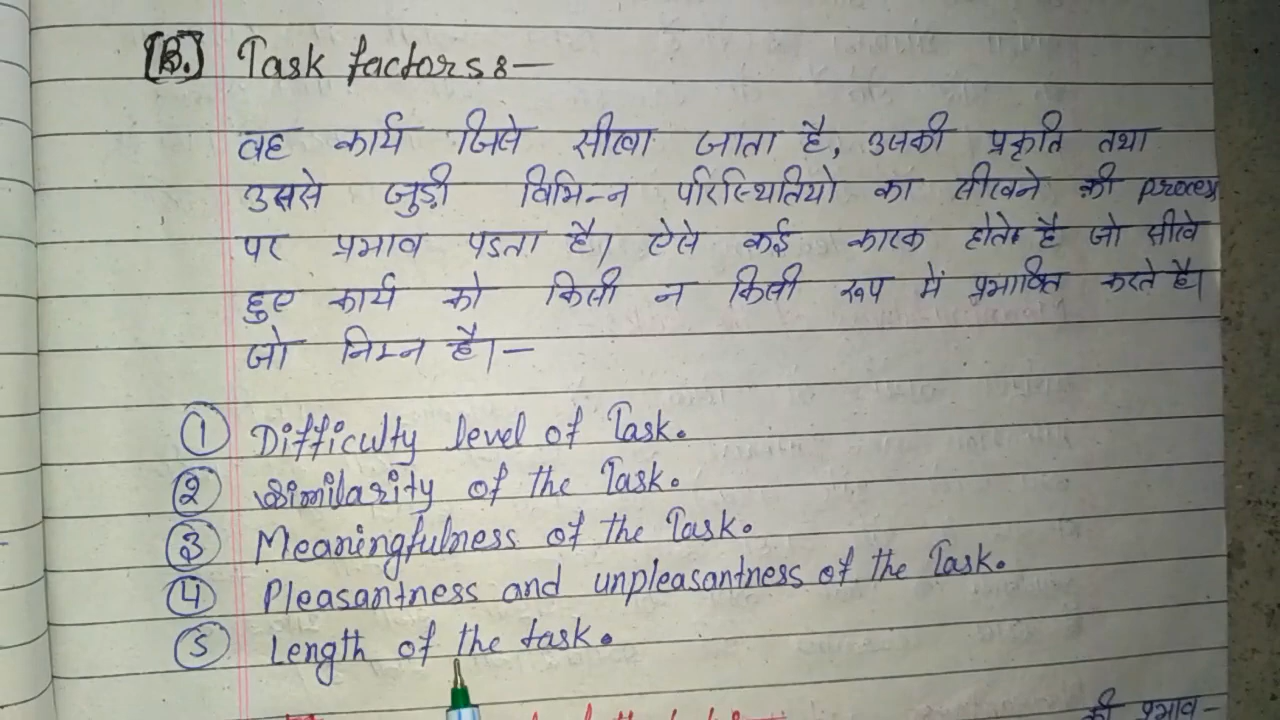 [B.] Task factors:—
वह कार्य जिसे सीखा जाता है, उसकी प्रकृति तथा
उससे जुड़ी विभिन्न परिस्थितियो का सीखने की process
पर प्रभाव पडता है। ऐसे कई कारक होते है जो सीखे
हुए कार्य को किसी न किसी रूप में प्रभावित करते है।
जो निम्न है।—
① Difficulty level of Task.
② Similarity of the Task.
③ Meaningfulness of the Task.
④ Pleasantness and unpleasantness of the Task.
⑤ Length of the task.
की प्रभाव-